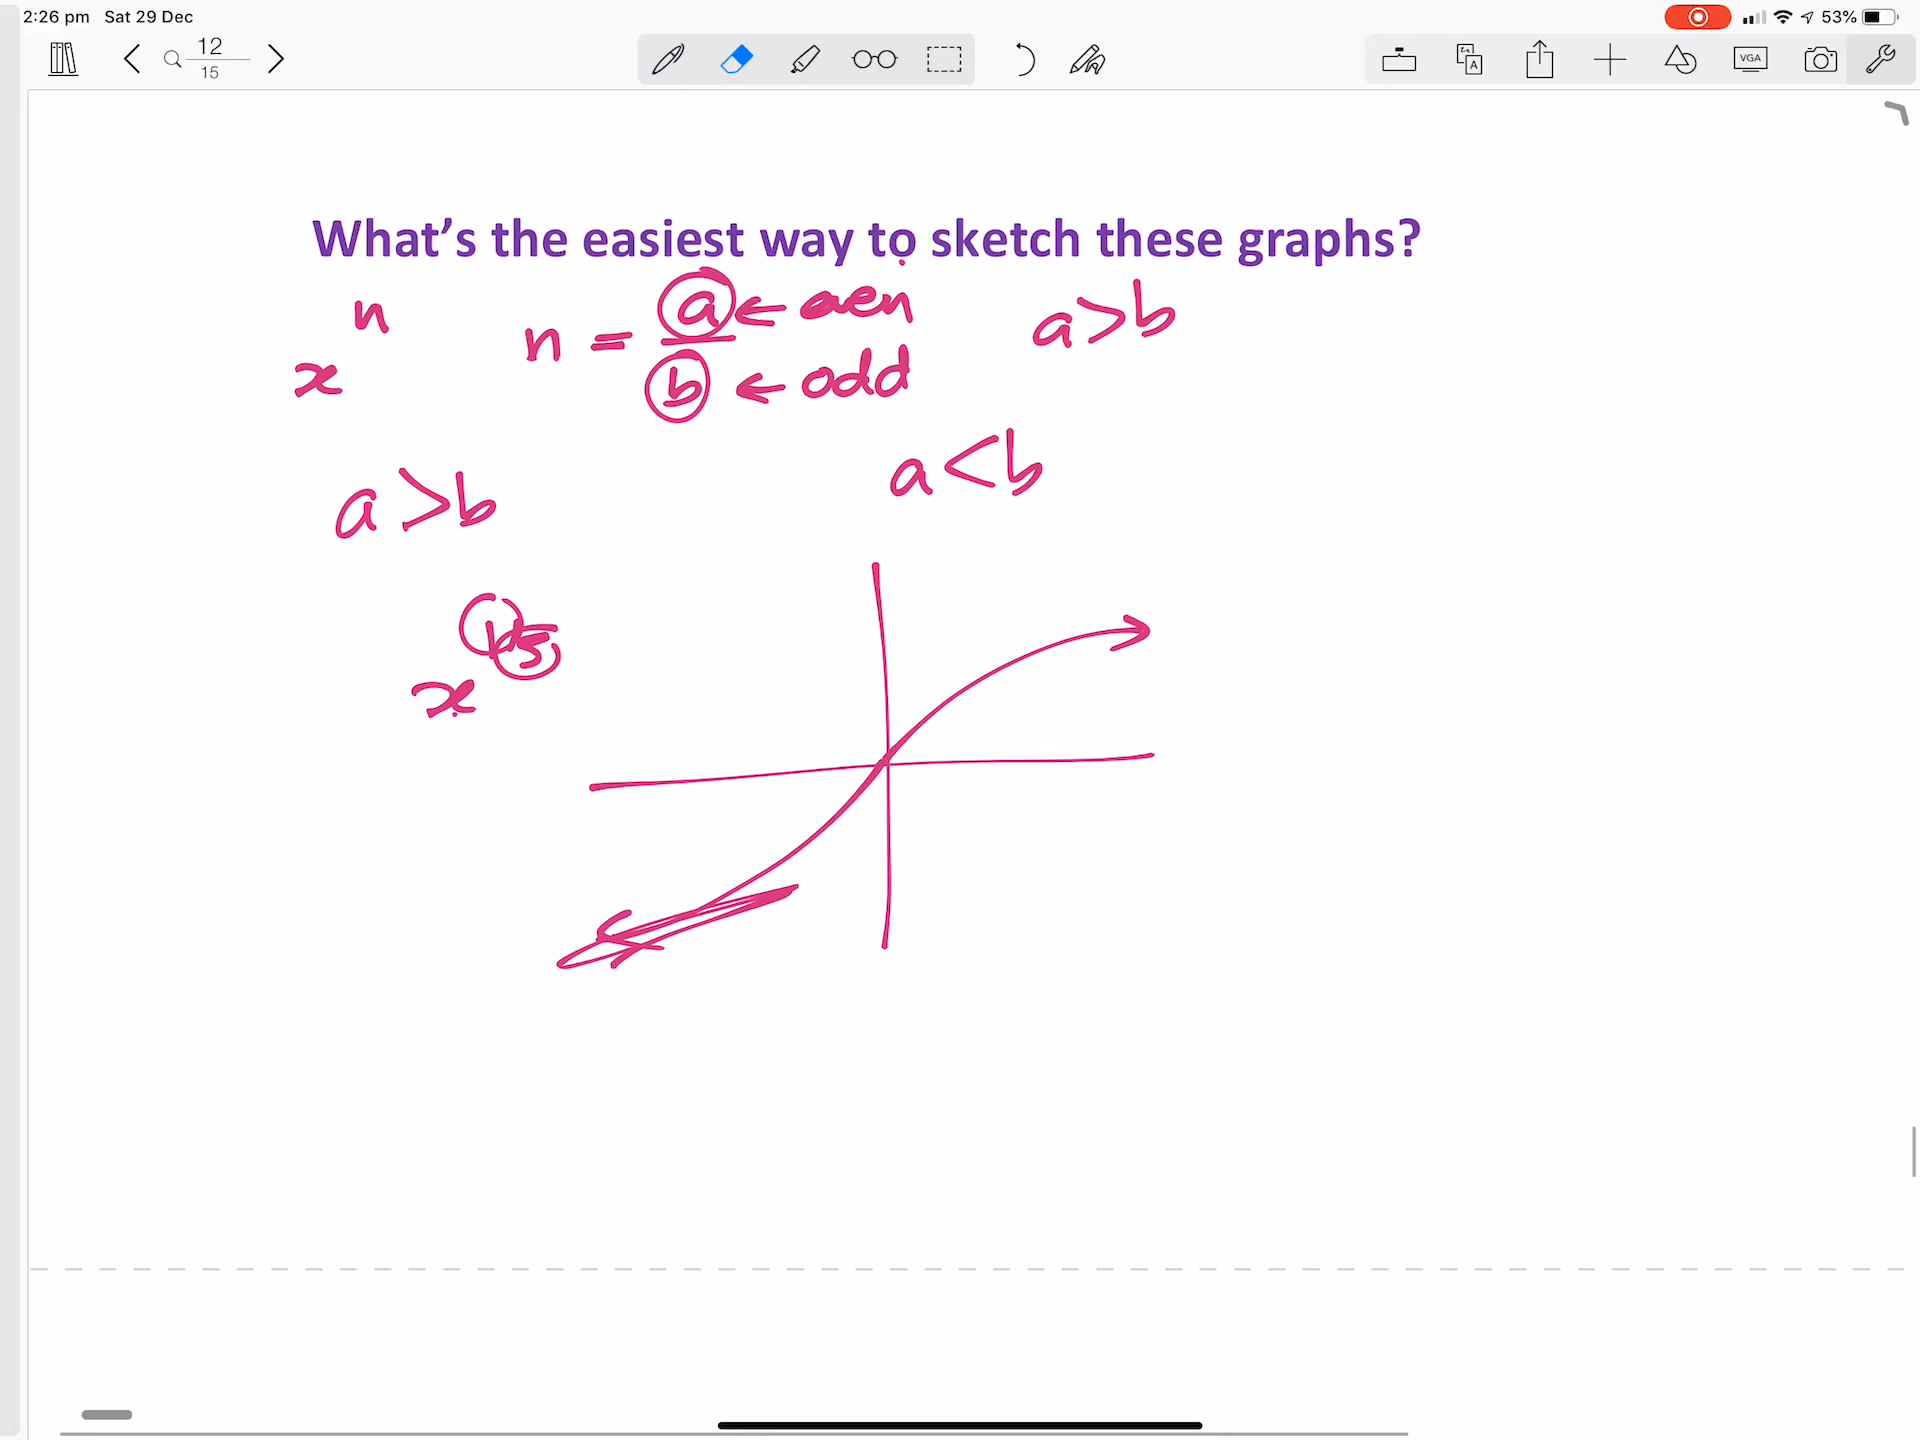 2:26 pm Sat 29 Dec 53%
12
15
A
VGA
What's the easiest way to sketch these graphs?
x^n n = a/b a ← even b ← odd a>b
a>b a<b
x